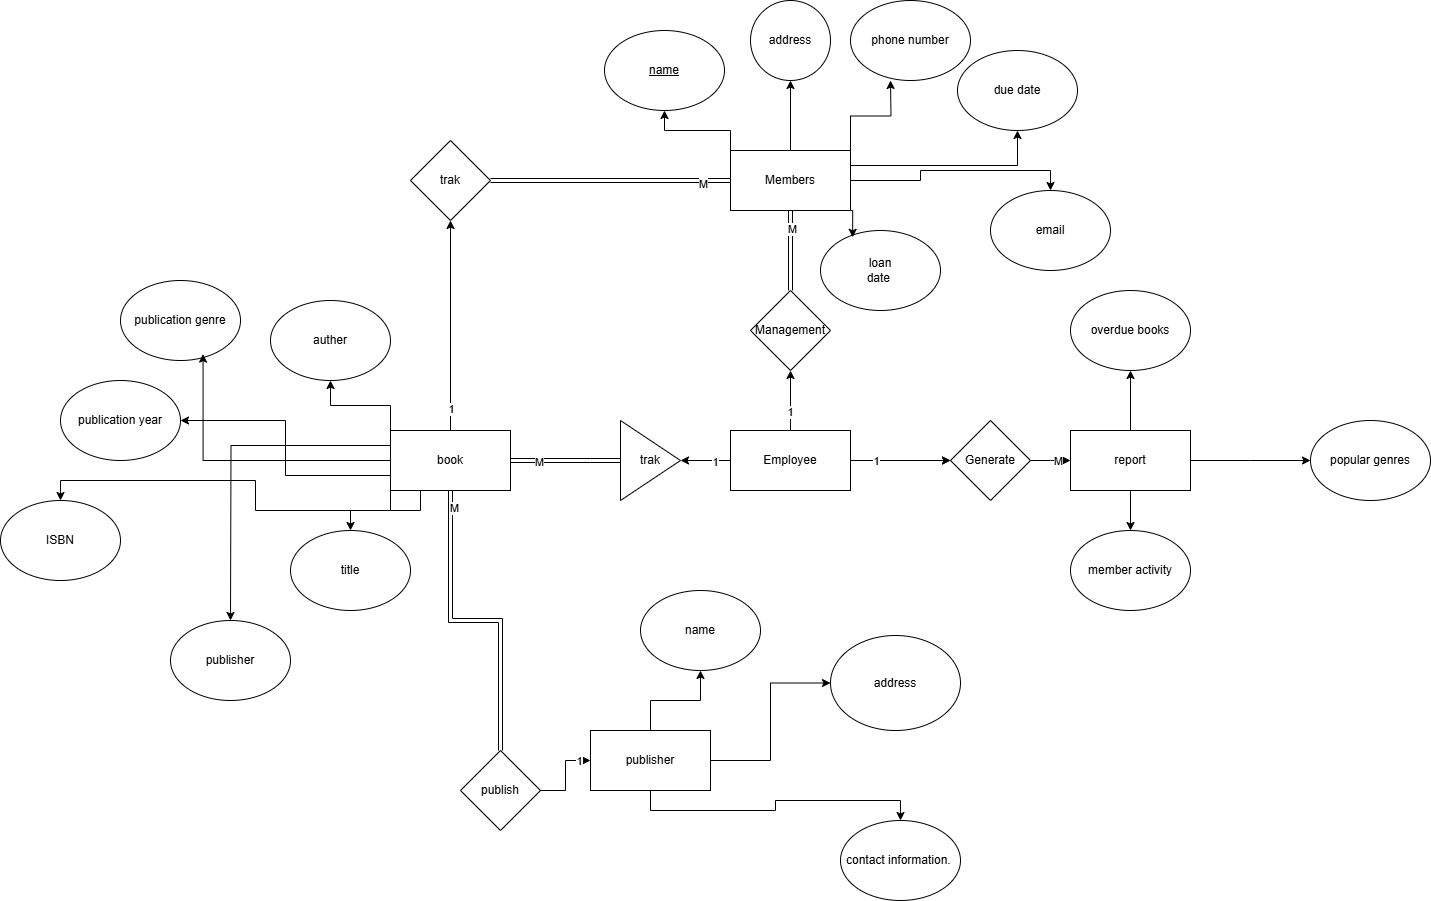 address
phone number
name
due date
trak
M
Members
email
M
loan
date
publication genre
auther
Management
overdue books
publication year
1
1
book
M
trak
1
Employee
1
Generate
M
report
popular genres
M
ISBN
title
member activity
publisher
name
address
publish
1
publisher
contact information.